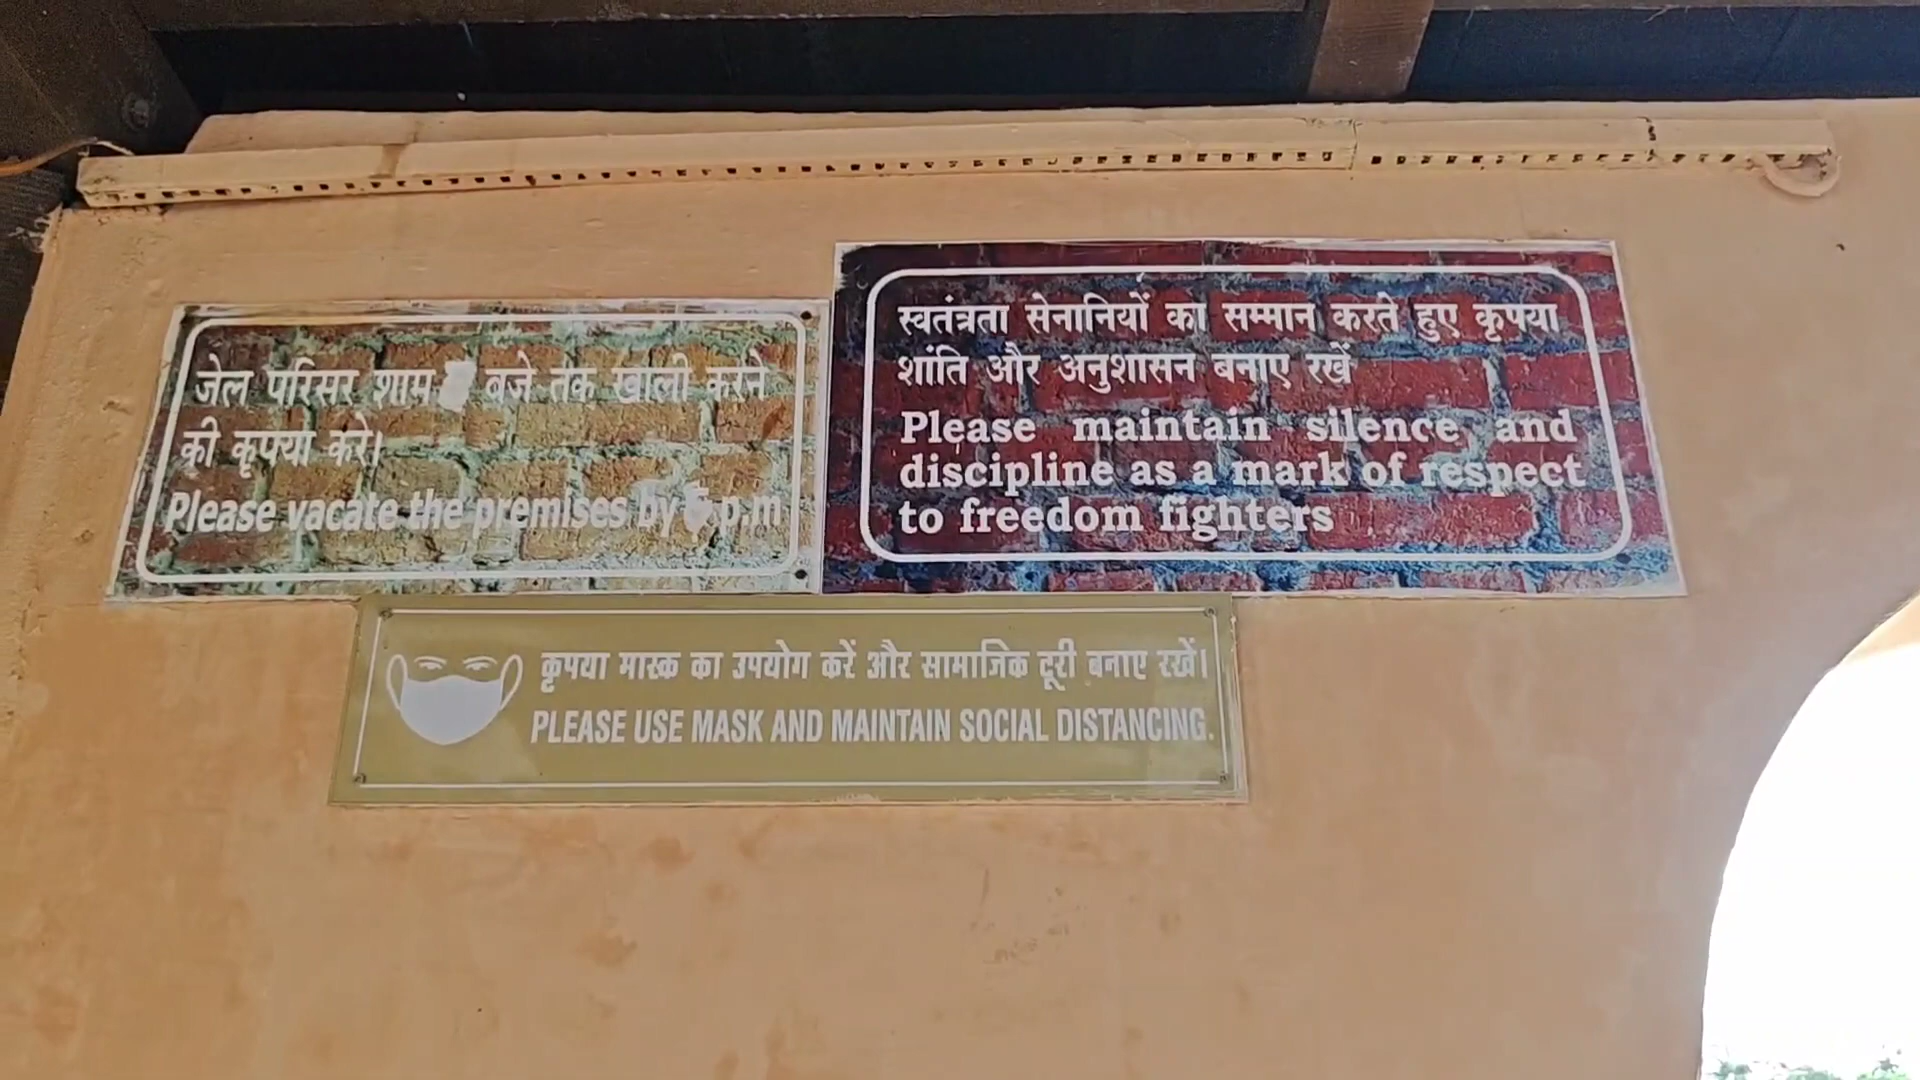 जेल परिसर शाम बजे तक खाली करने
की कृपया करे।
Please vacate the premises by p.m
स्वतंत्रता सेनानियों का सम्मान करते हुए कृपया
शांति और अनुशासन बनाए रखें
Please maintain silence and
discipline as a mark of respect
to freedom fighters
कृपया मास्क का उपयोग करें और सामाजिक दूरी बनाए रखें।
PLEASE USE MASK AND MAINTAIN SOCIAL DISTANCING.